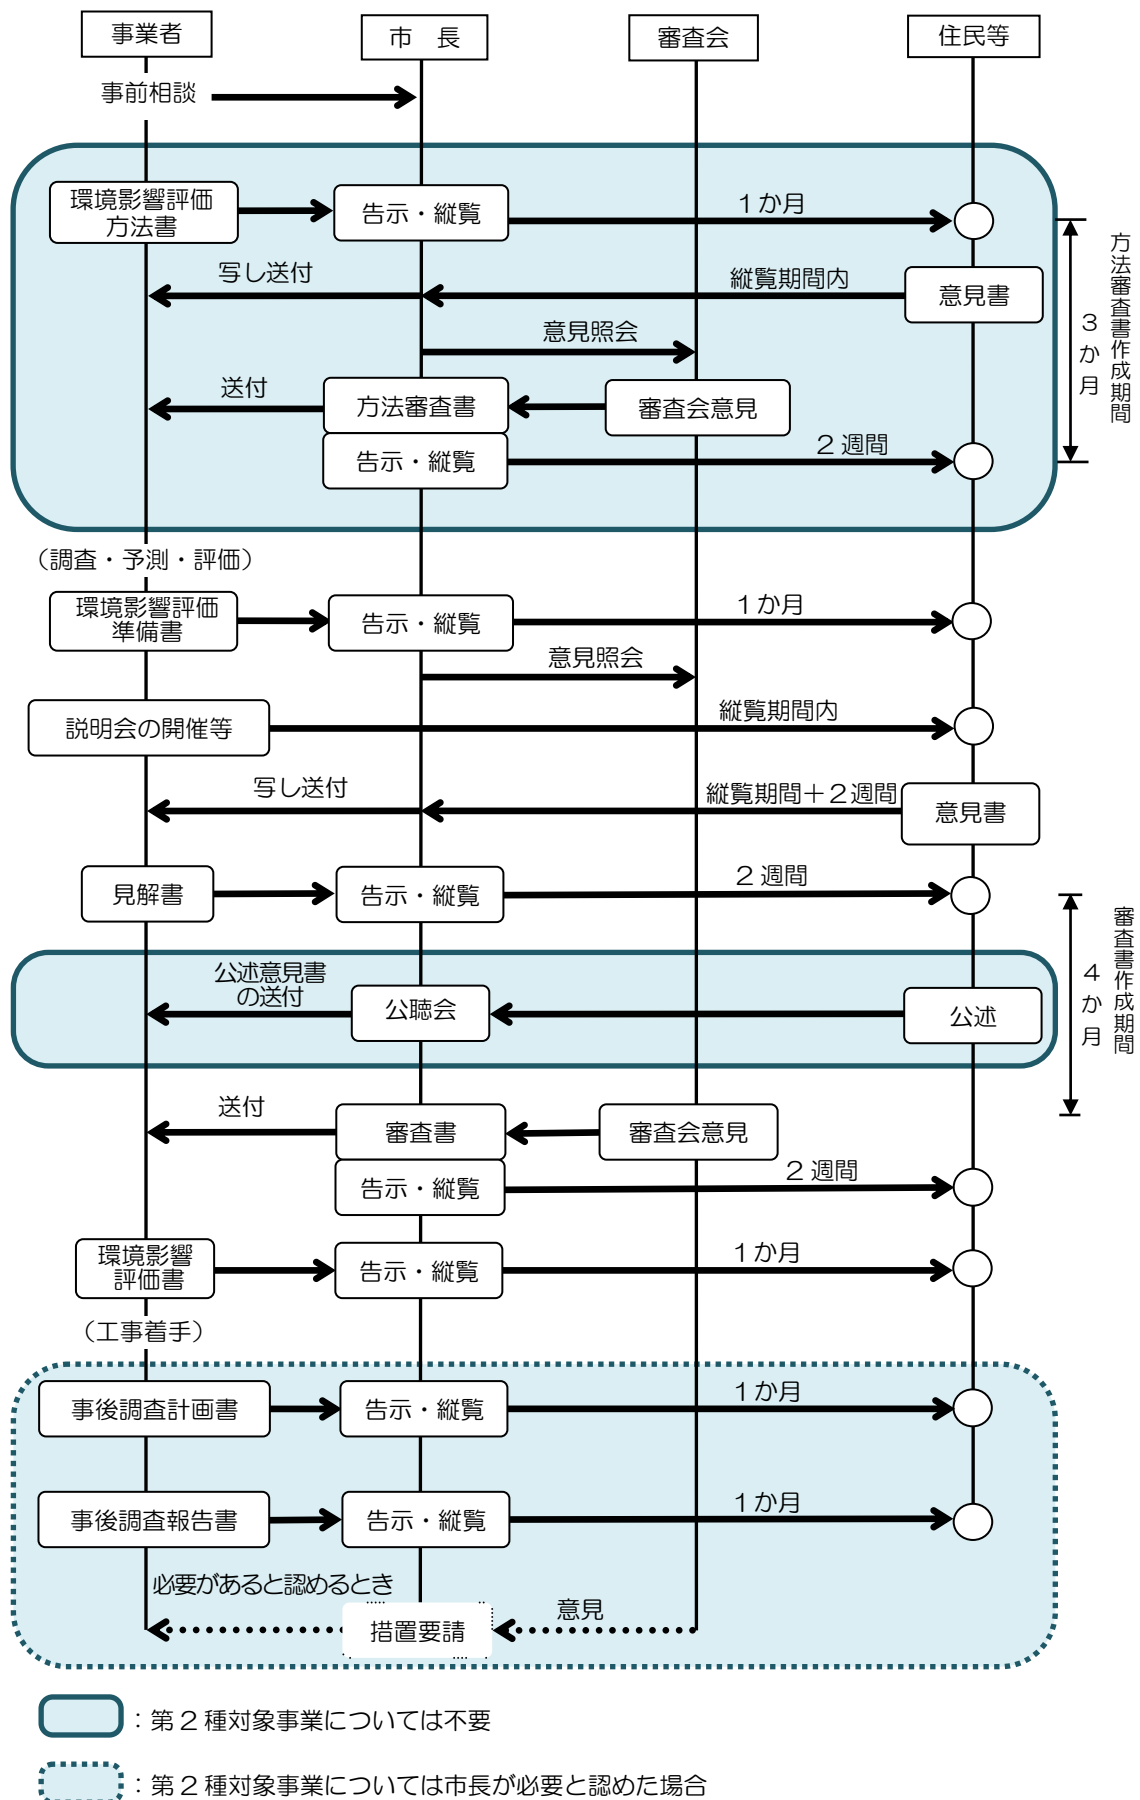 事業者
市　長
審査会
住民等
事前相談
環境影響評価
方法書
告示・縦覧
１か月
写し送付
縦覧期間内
意見書
意見照会
送付
方法審査書
審査会意見
告示・縦覧
２週間
３か月
方法審査書作成期間
（調査・予測・評価）
環境影響評価
準備書
告示・縦覧
１か月
意見照会
説明会の開催等
縦覧期間内
写し送付
縦覧期間＋２週間
意見書
見解書
告示・縦覧
２週間
公述意見書
の送付
公聴会
公述
４か月
審査書作成期間
送付
審査書
審査会意見
告示・縦覧
２週間
環境影響
評価書
告示・縦覧
１か月
（工事着手）
事後調査計画書
告示・縦覧
１か月
事後調査報告書
告示・縦覧
１か月
必要があると認めるとき
措置要請
意見
：第２種対象事業については不要
：第２種対象事業については市長が必要と認めた場合